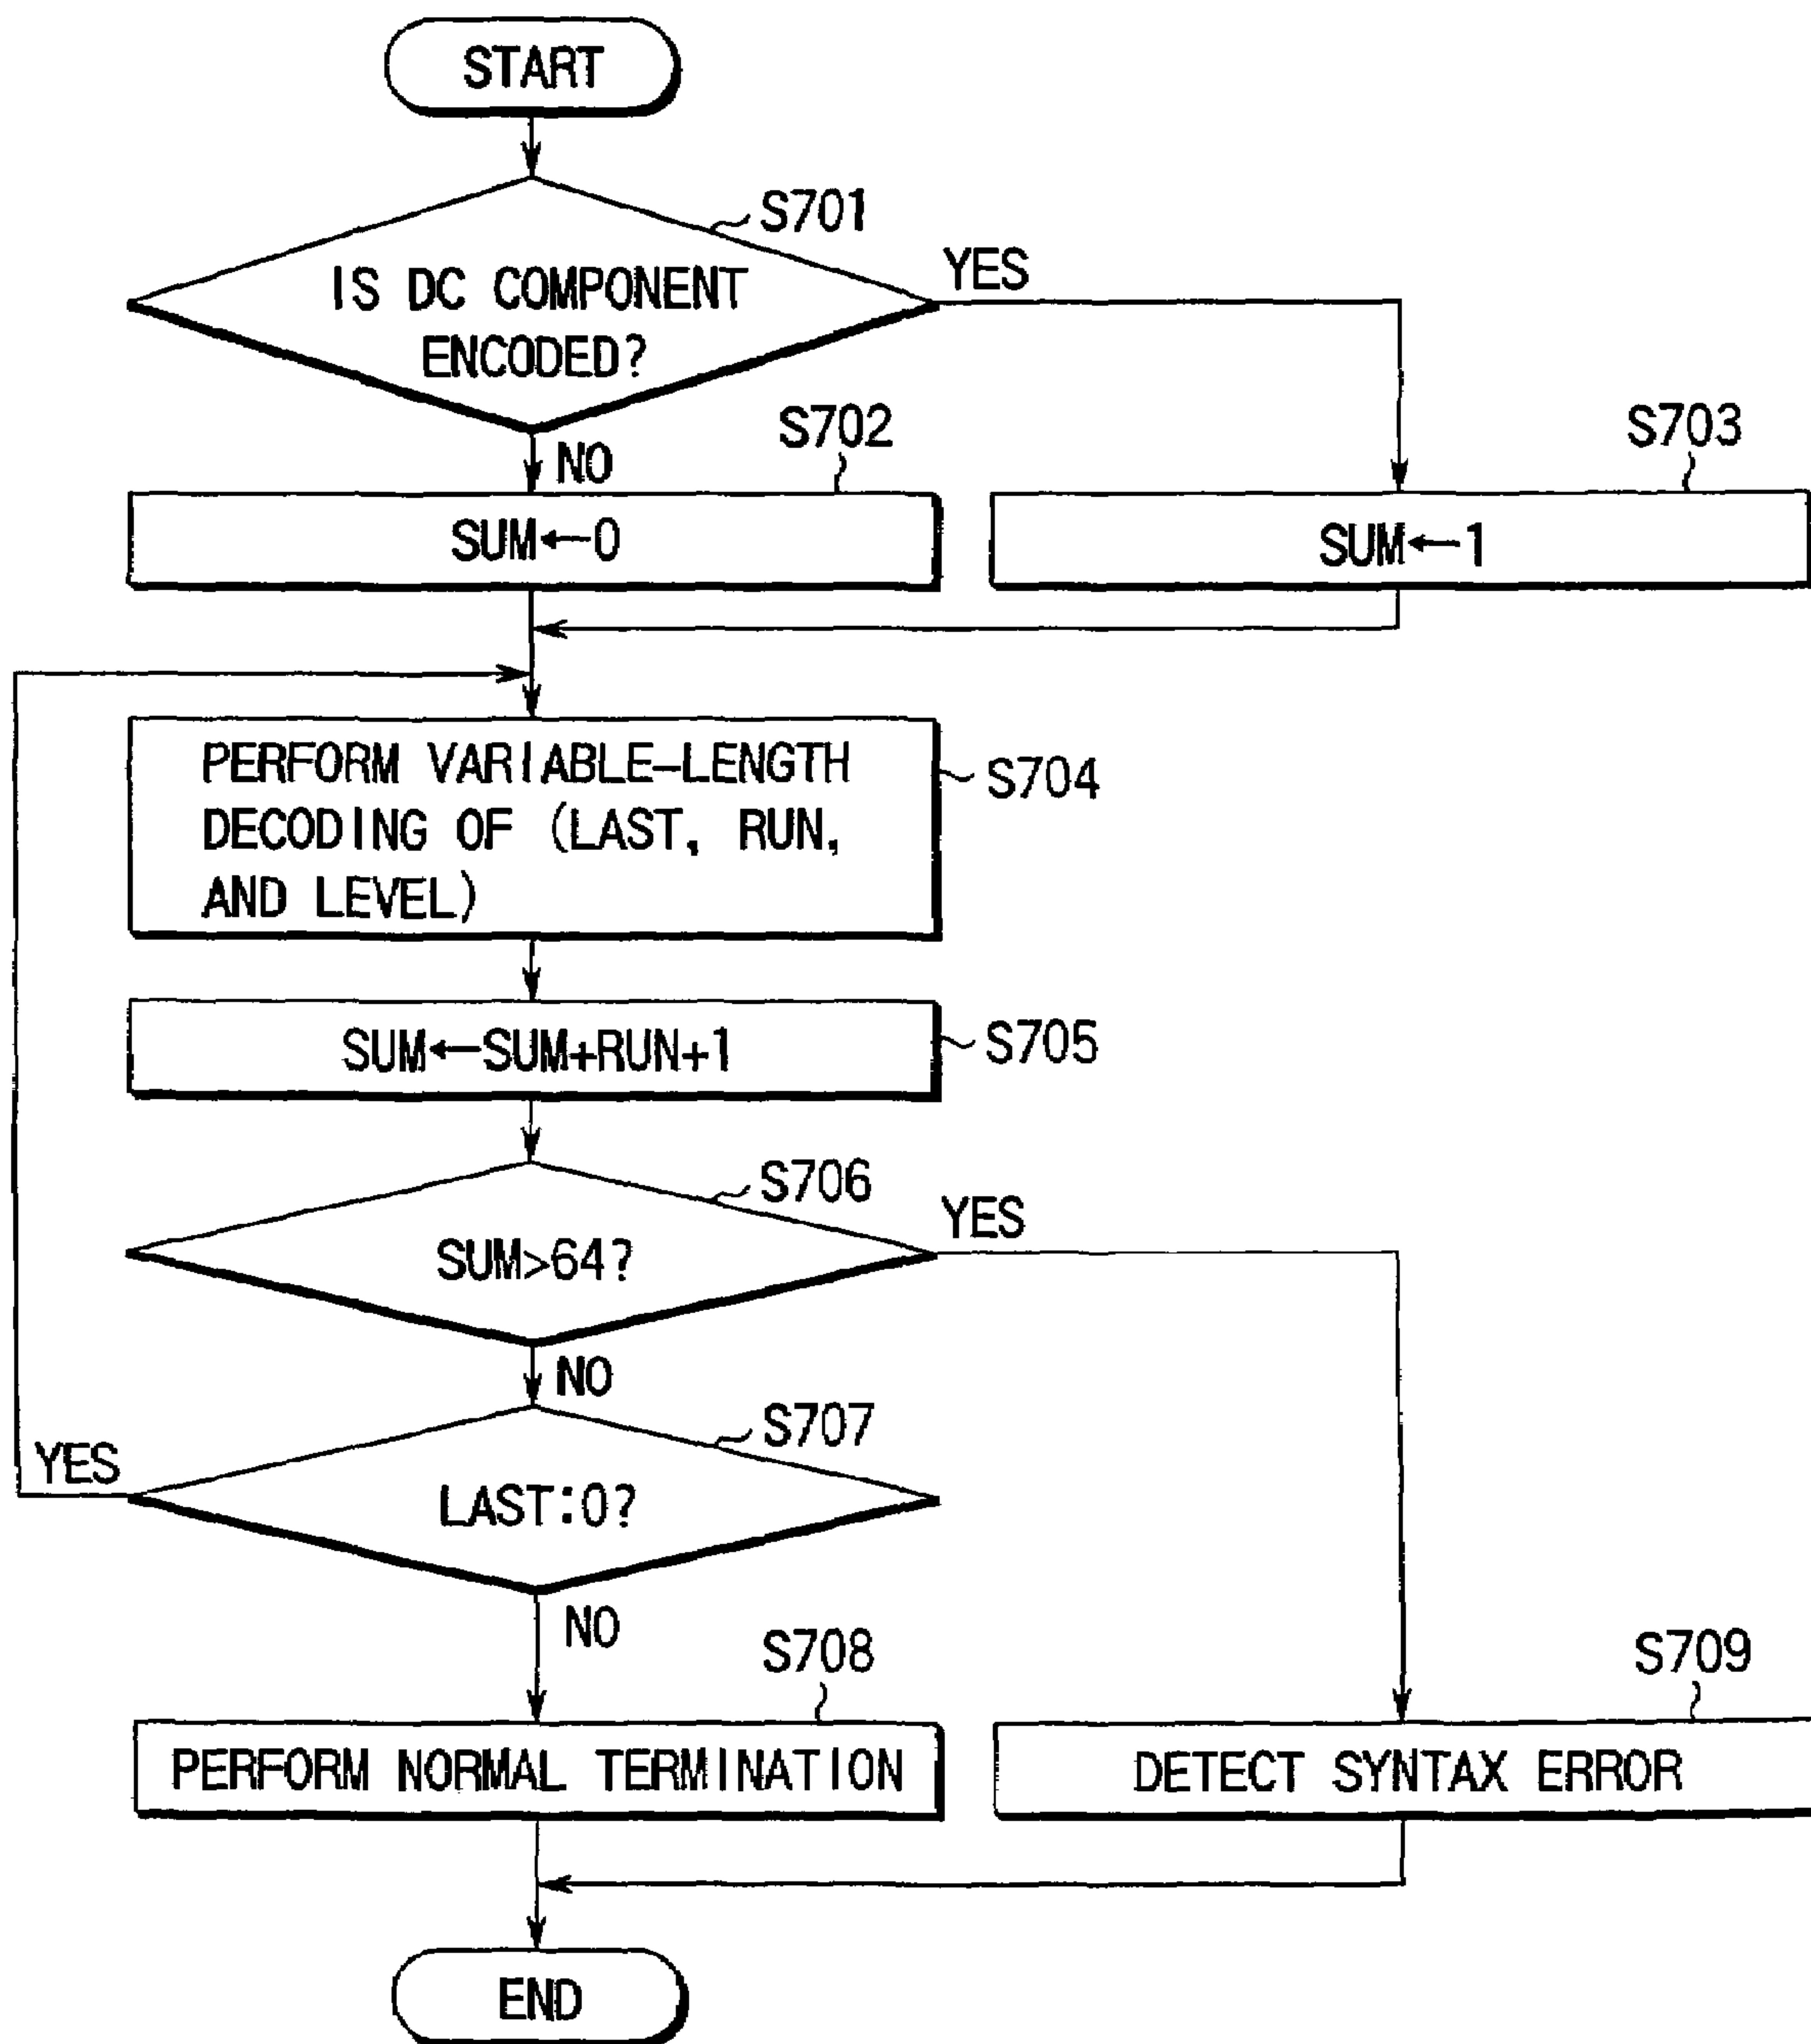 START
S701
IS DC COMPONENT
ENCODED?
YES
NO
S702
S703
SUM←0
SUM←1
PERFORM VARIABLE-LENGTH
DECODING OF (LAST, RUN,
AND LEVEL)
S704
SUM←SUM+RUN+1
S705
S706
SUM>64?
YES
NO
S707
YES
LAST:0?
NO
S708
S709
PERFORM NORMAL TERMINATION
DETECT SYNTAX ERROR
END